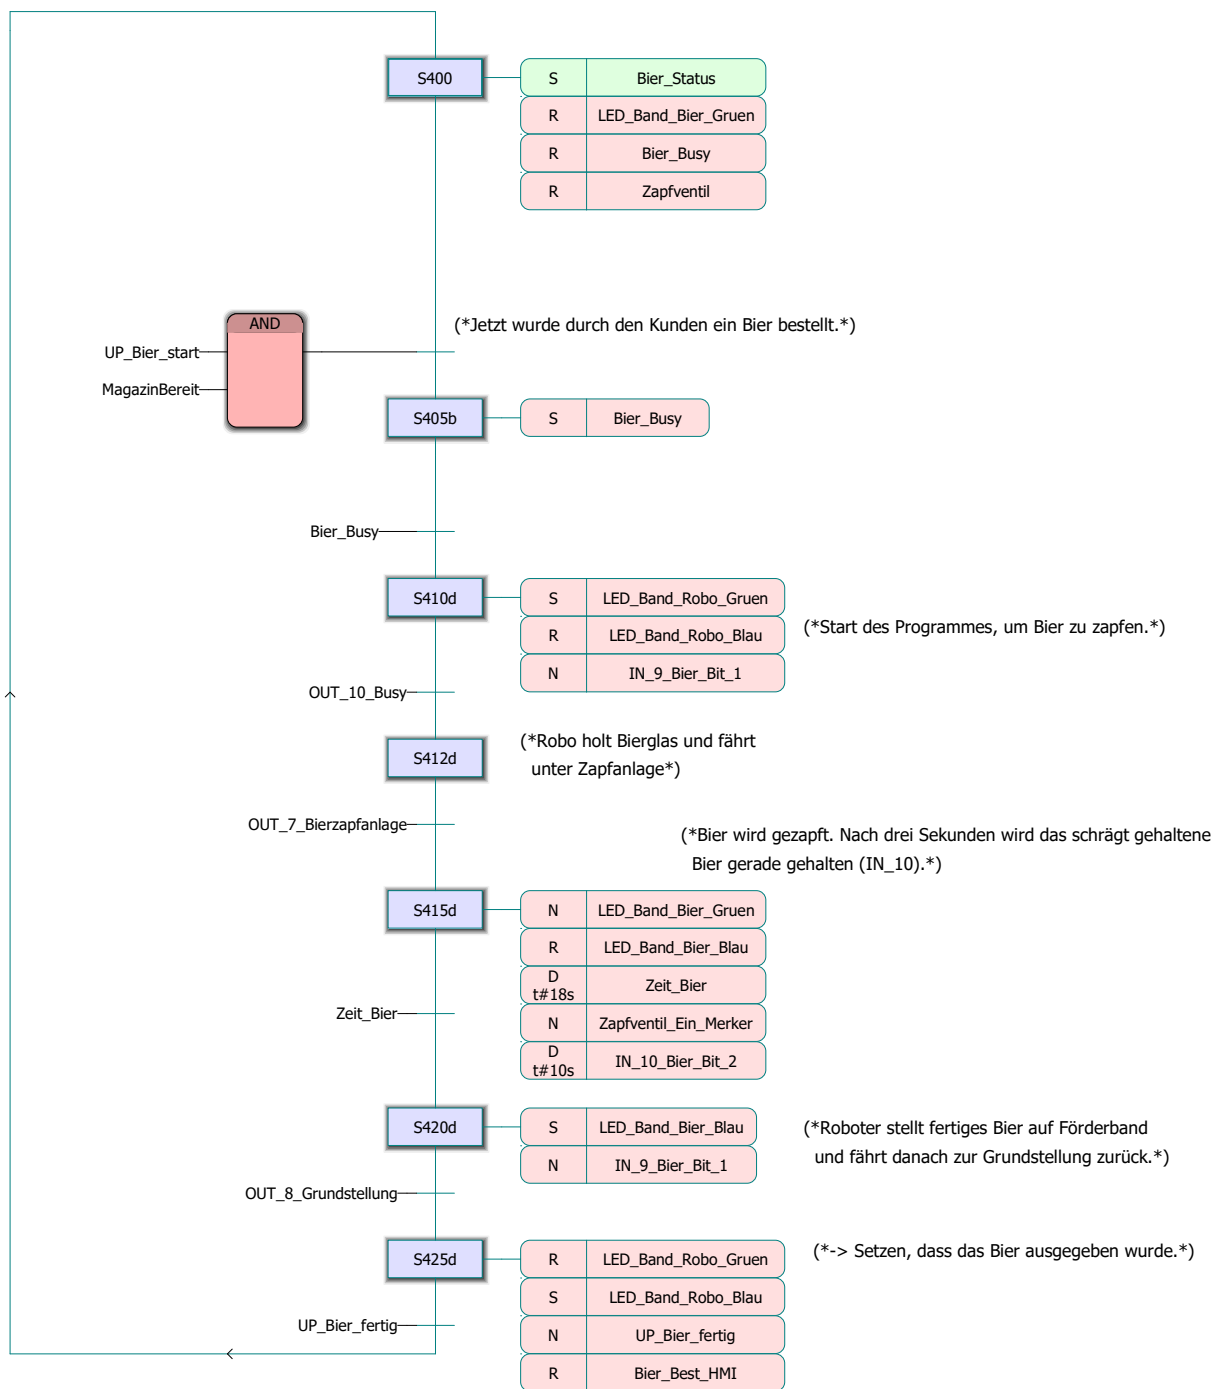 S400
S Bier_Status
R LED_Band_Bier_Gruen
R Bier_Busy
R Zapfventil
AND
(*Jetzt wurde durch den Kunden ein Bier bestellt.*)
UP_Bier_start
MagazinBereit
S405b
S Bier_Busy
Bier_Busy
S410d
S LED_Band_Robo_Gruen
R LED_Band_Robo_Blau
(*Start des Programmes, um Bier zu zapfen.*)
N IN_9_Bier_Bit_1
OUT_10_Busy
S412d
(*Robo holt Bierglas und fährt
unter Zapfanlage*)
OUT_7_Bierzapfanlage
(*Bier wird gezapft. Nach drei Sekunden wird das schrägt gehaltene
Bier gerade gehalten (IN_10).*)
S415d
N LED_Band_Bier_Gruen
R LED_Band_Bier_Blau
D
t#18s Zeit_Bier
Zeit_Bier
N Zapfventil_Ein_Merker
D
t#10s IN_10_Bier_Bit_2
S420d
S LED_Band_Bier_Blau
N IN_9_Bier_Bit_1
(*Roboter stellt fertiges Bier auf Förderband
und fährt danach zur Grundstellung zurück.*)
OUT_8_Grundstellung
S425d
R LED_Band_Robo_Gruen
(*-> Setzen, dass das Bier ausgegeben wurde.*)
S LED_Band_Robo_Blau
UP_Bier_fertig
N UP_Bier_fertig
R Bier_Best_HMI